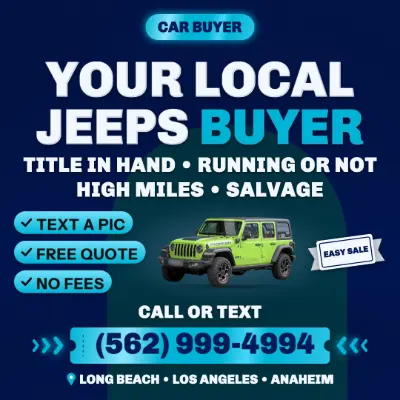 CAR BUYER
YOUR LOCAL
JEEPS BUYER
TITLE IN HAND • RUNNING OR NOT
HIGH MILES • SALVAGE
TEXT A PIC
FREE QUOTE
NO FEES
EASY SALE
CALL OR TEXT
(562) 999-4994
LONG BEACH • LOS ANGELES • ANAHEIM